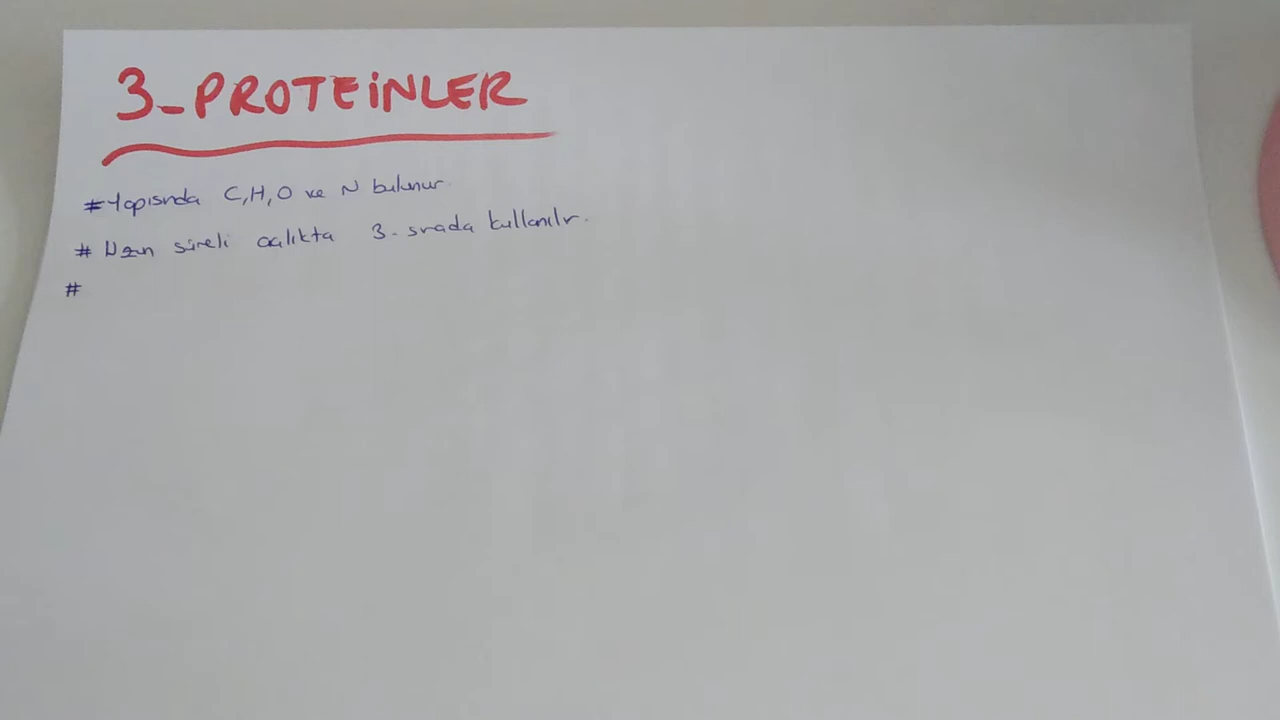 3_PROTEİNLER
# Yapısında C,H,O ve N bulunur.
# Uzun süreli açlıkta 3. sırada kullanılır.
#